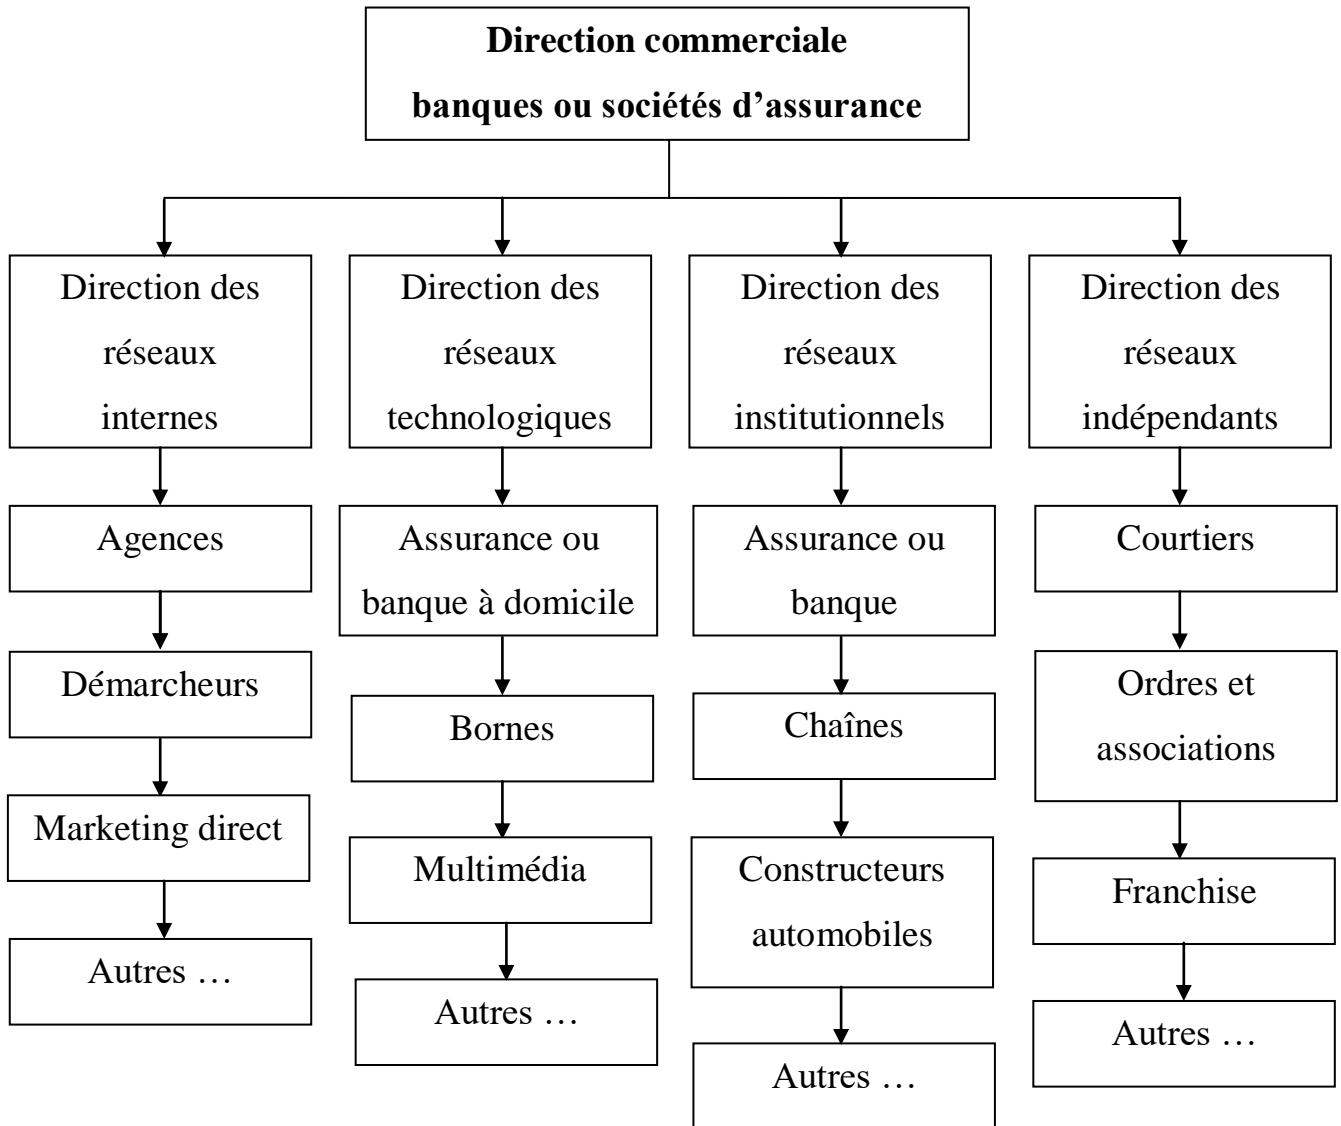 Direction commerciale
banques ou sociétés d’assurance
Direction des
réseaux
internes
Direction des
réseaux
technologiques
Direction des
réseaux
institutionnels
Direction des
réseaux
indépendants
Agences
Démarcheurs
Marketing direct
Autres …
Assurance ou
banque à domicile
Bornes
Multimédia
Autres …
Assurance ou
banque
Chaînes
Constructeurs
automobiles
Autres …
Courtiers
Ordres et
associations
Franchise
Autres …